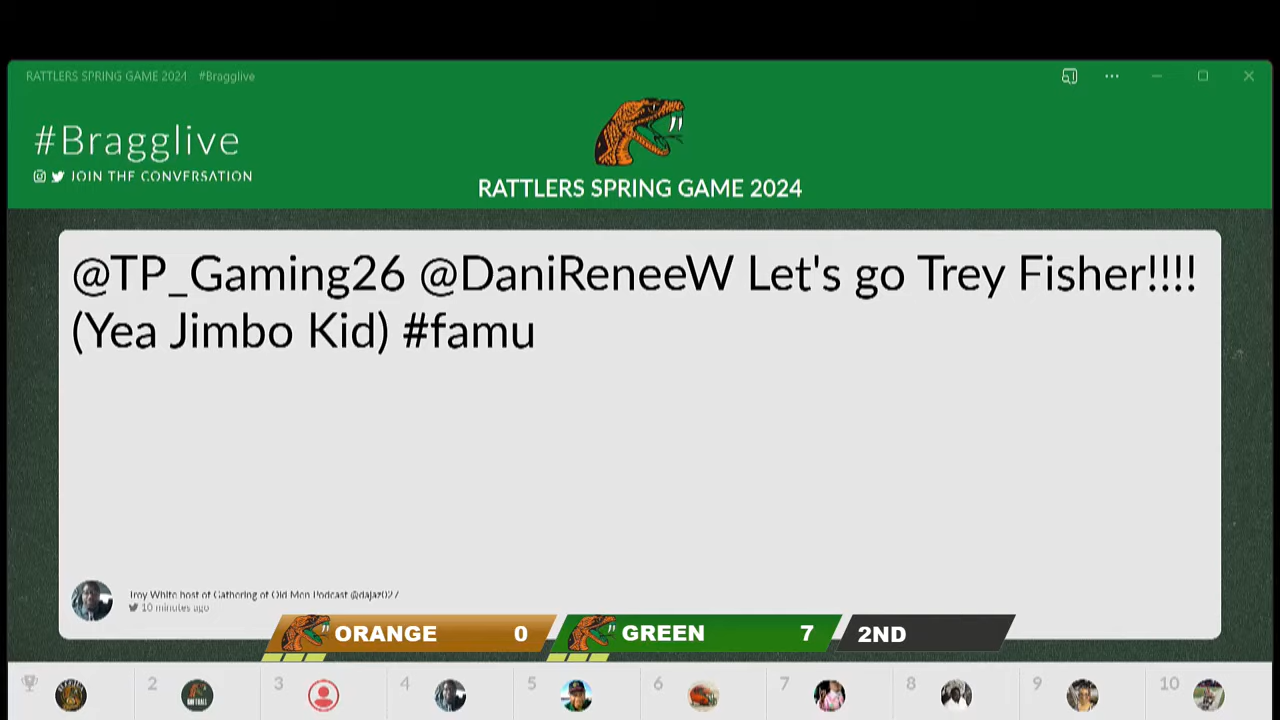 RATTLERS SPRING GAME 2024 #Bragglive
#Bragglive
JOIN THE CONVERSATION
RATTLERS SPRING GAME 2024
@TP_Gaming26 @DaniReneeW Let's go Trey Fisher!!!!
(Yea Jimbo Kid) #famu
Troy White host of Gathering of Old Men Podcast @dajaz027
10 minutes ago
ORANGE 0 GREEN 7 2ND
2 3 4 5 6 7 8 9 10